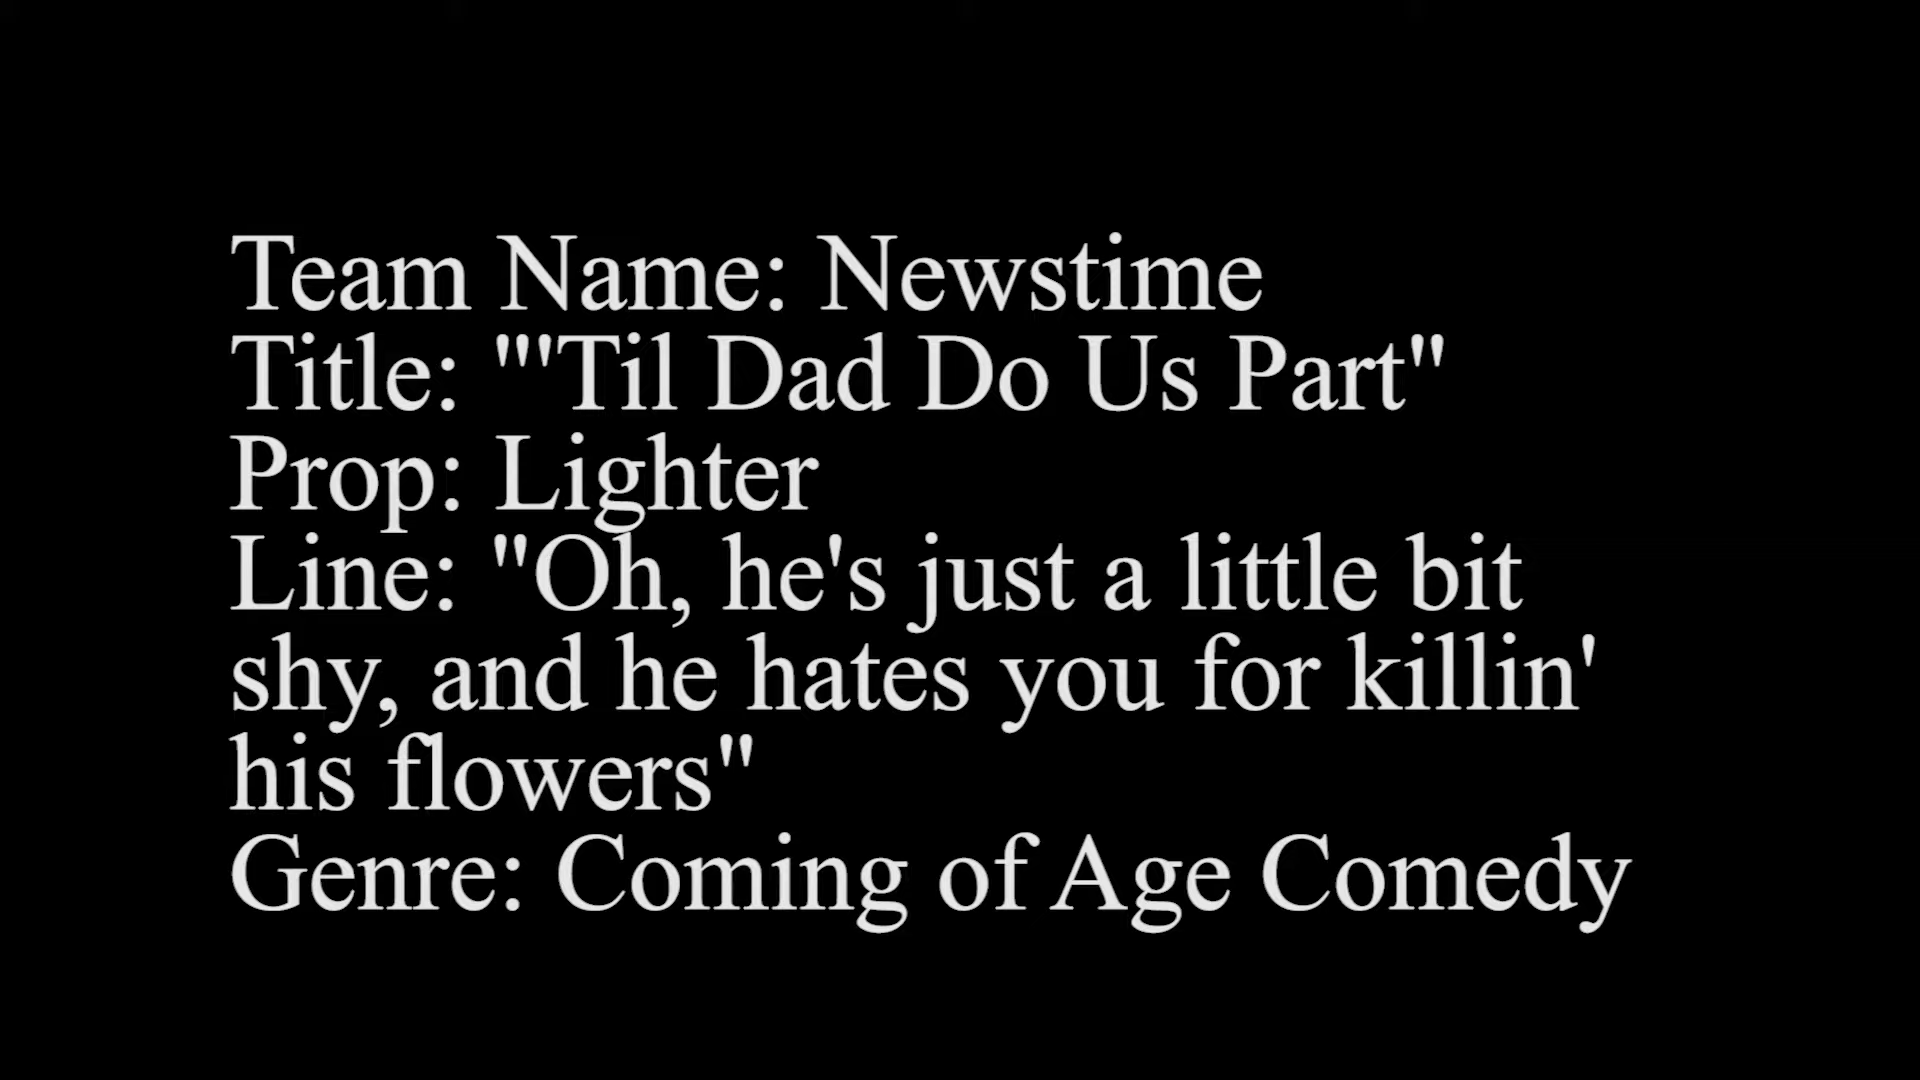 Team Name: Newstime
Title: "'Til Dad Do Us Part"
Prop: Lighter
Line: "Oh, he's just a little bit
shy, and he hates you for killin'
his flowers"
Genre: Coming of Age Comedy